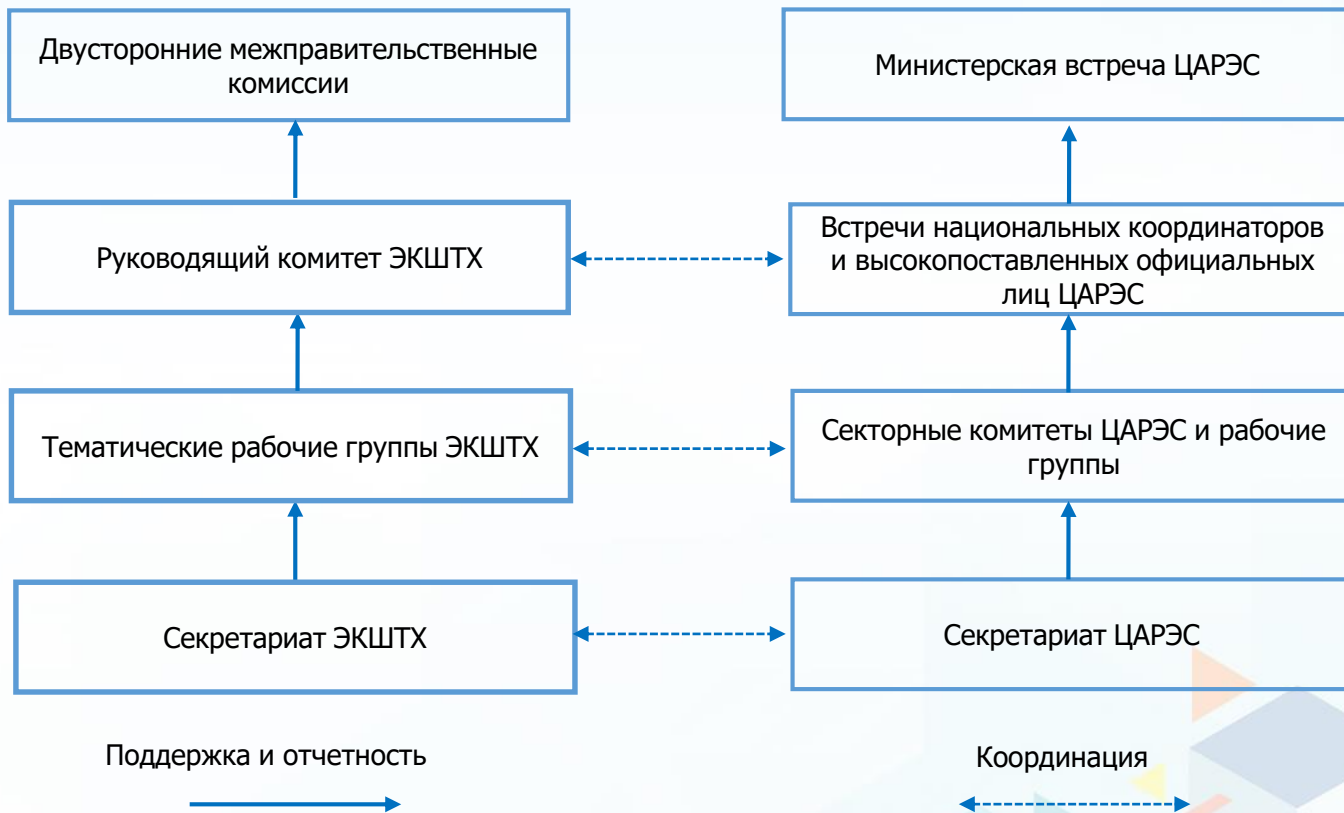 Двусторонние межправительственные
комиссии
Министерская встреча ЦАРЭС
Руководящий комитет ЭКШТХ
Встречи национальных координаторов
и высокопоставленных официальных
лиц ЦАРЭС
Тематические рабочие группы ЭКШТХ
Секторные комитеты ЦАРЭС и рабочие
группы
Секретариат ЭКШТХ
Секретариат ЦАРЭС
Поддержка и отчетность
Координация